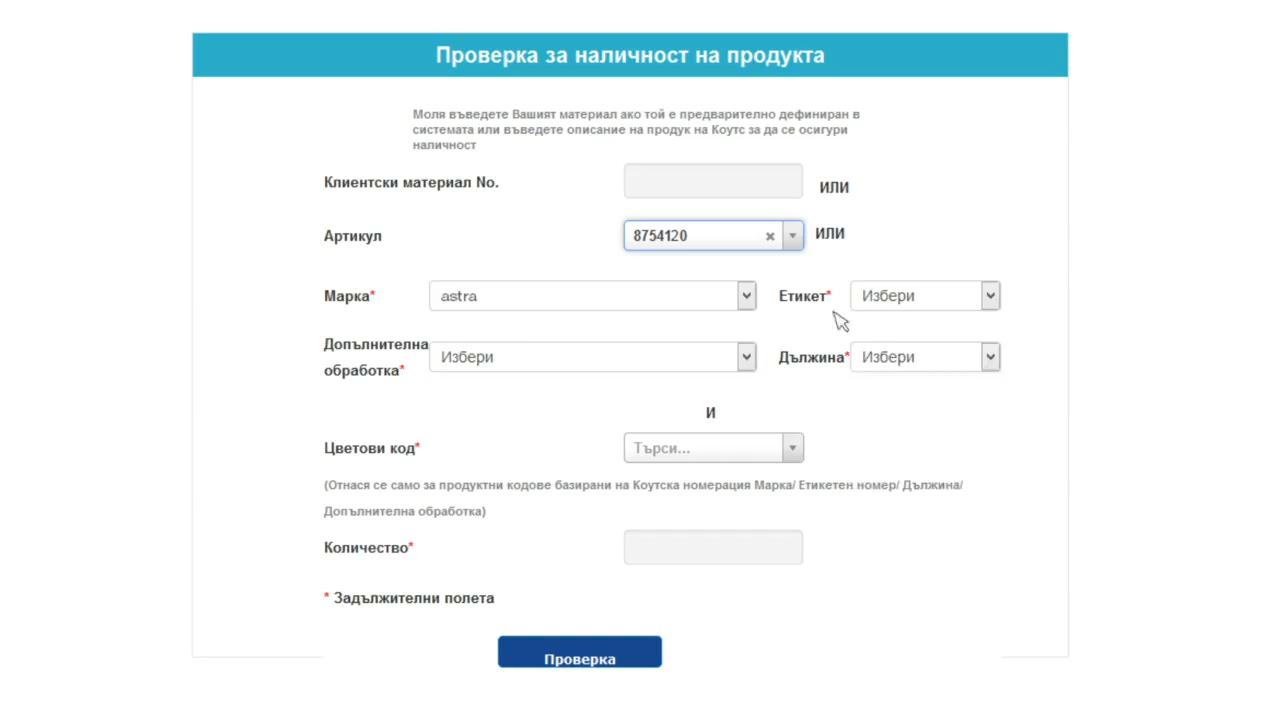 Проверка за наличност на продукта
Моля въведете Вашият материал ако той е предварително дефиниран в
системата или въведете описание на продук на Коутс за да се осигури
наличност
Клиентски материал No.
ИЛИ
Артикул
8754120
ИЛИ
Марка*
astra
Етикет*
Избери
Допълнителна
обработка*
Избери
Дължина*
Избери
И
Цветови код*
Търси...
(Отнася се само за продуктни кодове базирани на Коутска номерация Марка/ Етикетен номер/ Дължина/
Допълнителна обработка)
Количество*
* Задължителни полета
Проверка